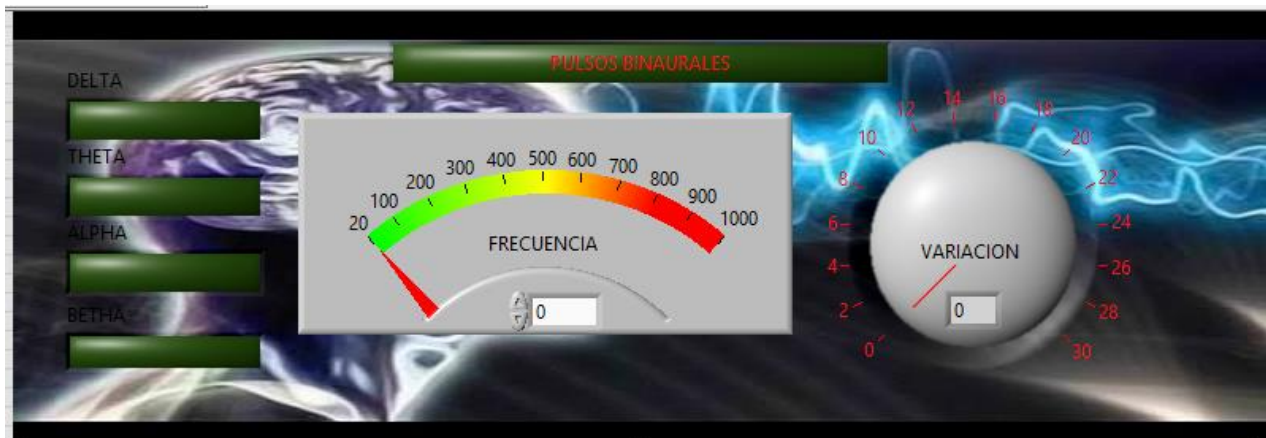 PULSOS BINAURALES
DELTA
THETA
ALPHA
BETHA
20 100 200 300 400 500 600 700 800 900 1000
FRECUENCIA
0
0 2 4 6 8 10 12 14 16 18 20 22 24 26 28 30
VARIACION
0